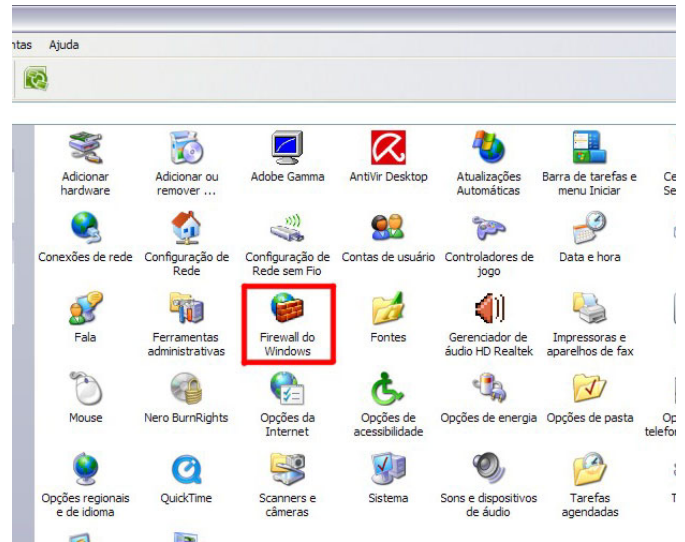 ntas Ajuda
Adicionar Adicionar ou Adobe Gamma AntiVir Desktop Atualizações Barra de tarefas e Ce
hardware remover ... Automáticas menu Iniciar Se
Conexões de rede Configuração de Configuração de Contas de usuário Controladores de Data e hora
Rede Rede sem Fio jogo
Fala Ferramentas Firewall do Fontes Gerenciador de Impressoras e
administrativas Windows áudio HD Realtek aparelhos de fax
Mouse Nero BurnRights Opções da Opções de Opções de energia Opções de pasta Op
Internet acessibilidade telefor
Opções regionais QuickTime Scanners e Sistema Sons e dispositivos Tarefas T
e de idioma câmeras de áudio agendadas